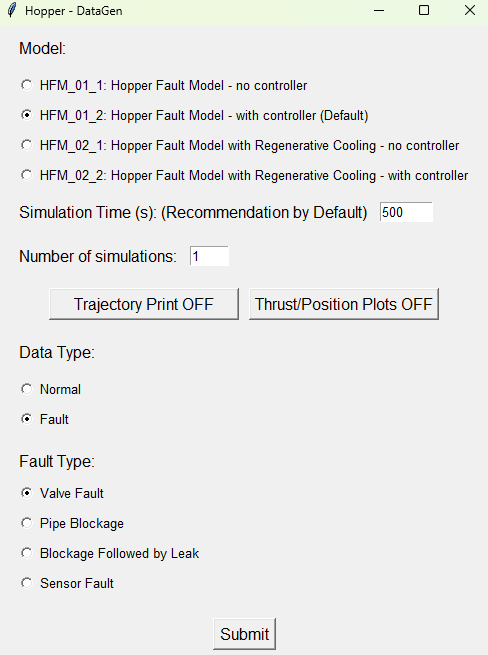 Hopper - DataGen
Model:
HFM_01_1: Hopper Fault Model - no controller
HFM_01_2: Hopper Fault Model - with controller (Default)
HFM_02_1: Hopper Fault Model with Regenerative Cooling - no controller
HFM_02_2: Hopper Fault Model with Regenerative Cooling - with controller
Simulation Time (s): (Recommendation by Default) 500
Number of simulations: 1
Trajectory Print OFF Thrust/Position Plots OFF
Data Type:
Normal
Fault
Fault Type:
Valve Fault
Pipe Blockage
Blockage Followed by Leak
Sensor Fault
Submit